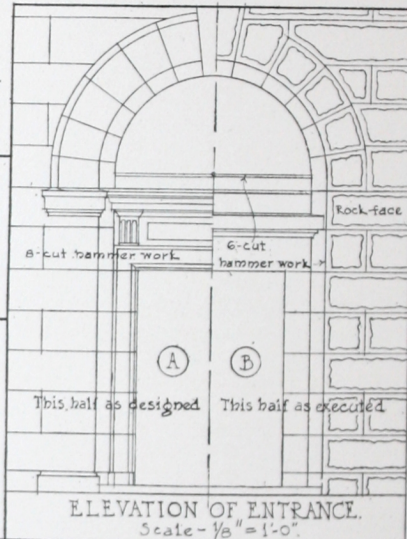 Rock-face
8-cut hammer work
6-cut
hammer work
A
B
This half as designed
This half as executed
ELEVATION OF ENTRANCE.
Scale - 1/8" = 1'-0".